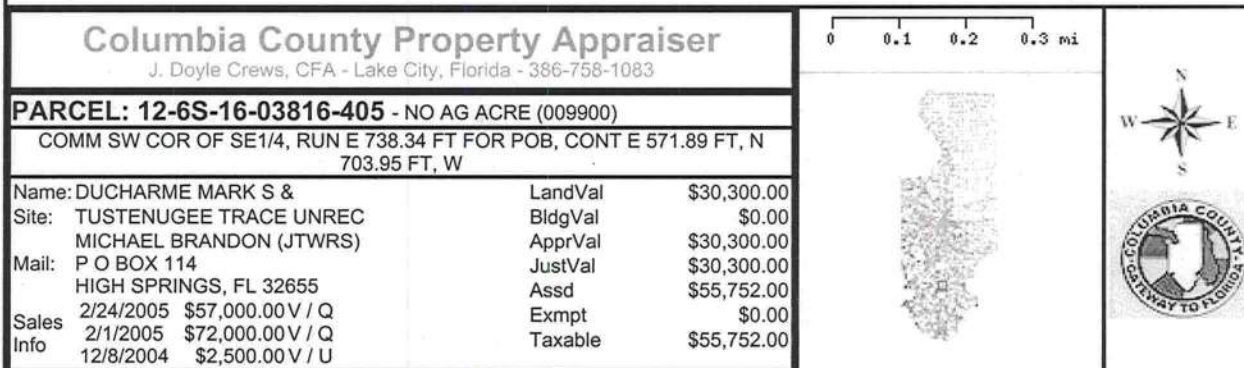 Columbia County Property Appraiser
J. Doyle Crews, CFA - Lake City, Florida - 386-758-1083
PARCEL: 12-6S-16-03816-405 - NO AG ACRE (009900)
COMM SW COR OF SE1/4, RUN E 738.34 FT FOR POB, CONT E 571.89 FT, N
703.95 FT, W
Name: DUCHARME MARK S &
Site: TUSTENUGEE TRACE UNREC
MICHAEL BRANDON (JTWRS)
Mail: P O BOX 114
HIGH SPRINGS, FL 32655
Sales Info
2/24/2005 $57,000.00 V / Q
2/1/2005 $72,000.00 V / Q
12/8/2004 $2,500.00 V / U
LandVal $30,300.00
BldgVal $0.00
ApprVal $30,300.00
JustVal $30,300.00
Assd $55,752.00
Exmpt $0.00
Taxable $55,752.00
0 0.1 0.2 0.3 mi
N
W E
S
COLUMBIA COUNTY
GATEWAY TO FLORIDA